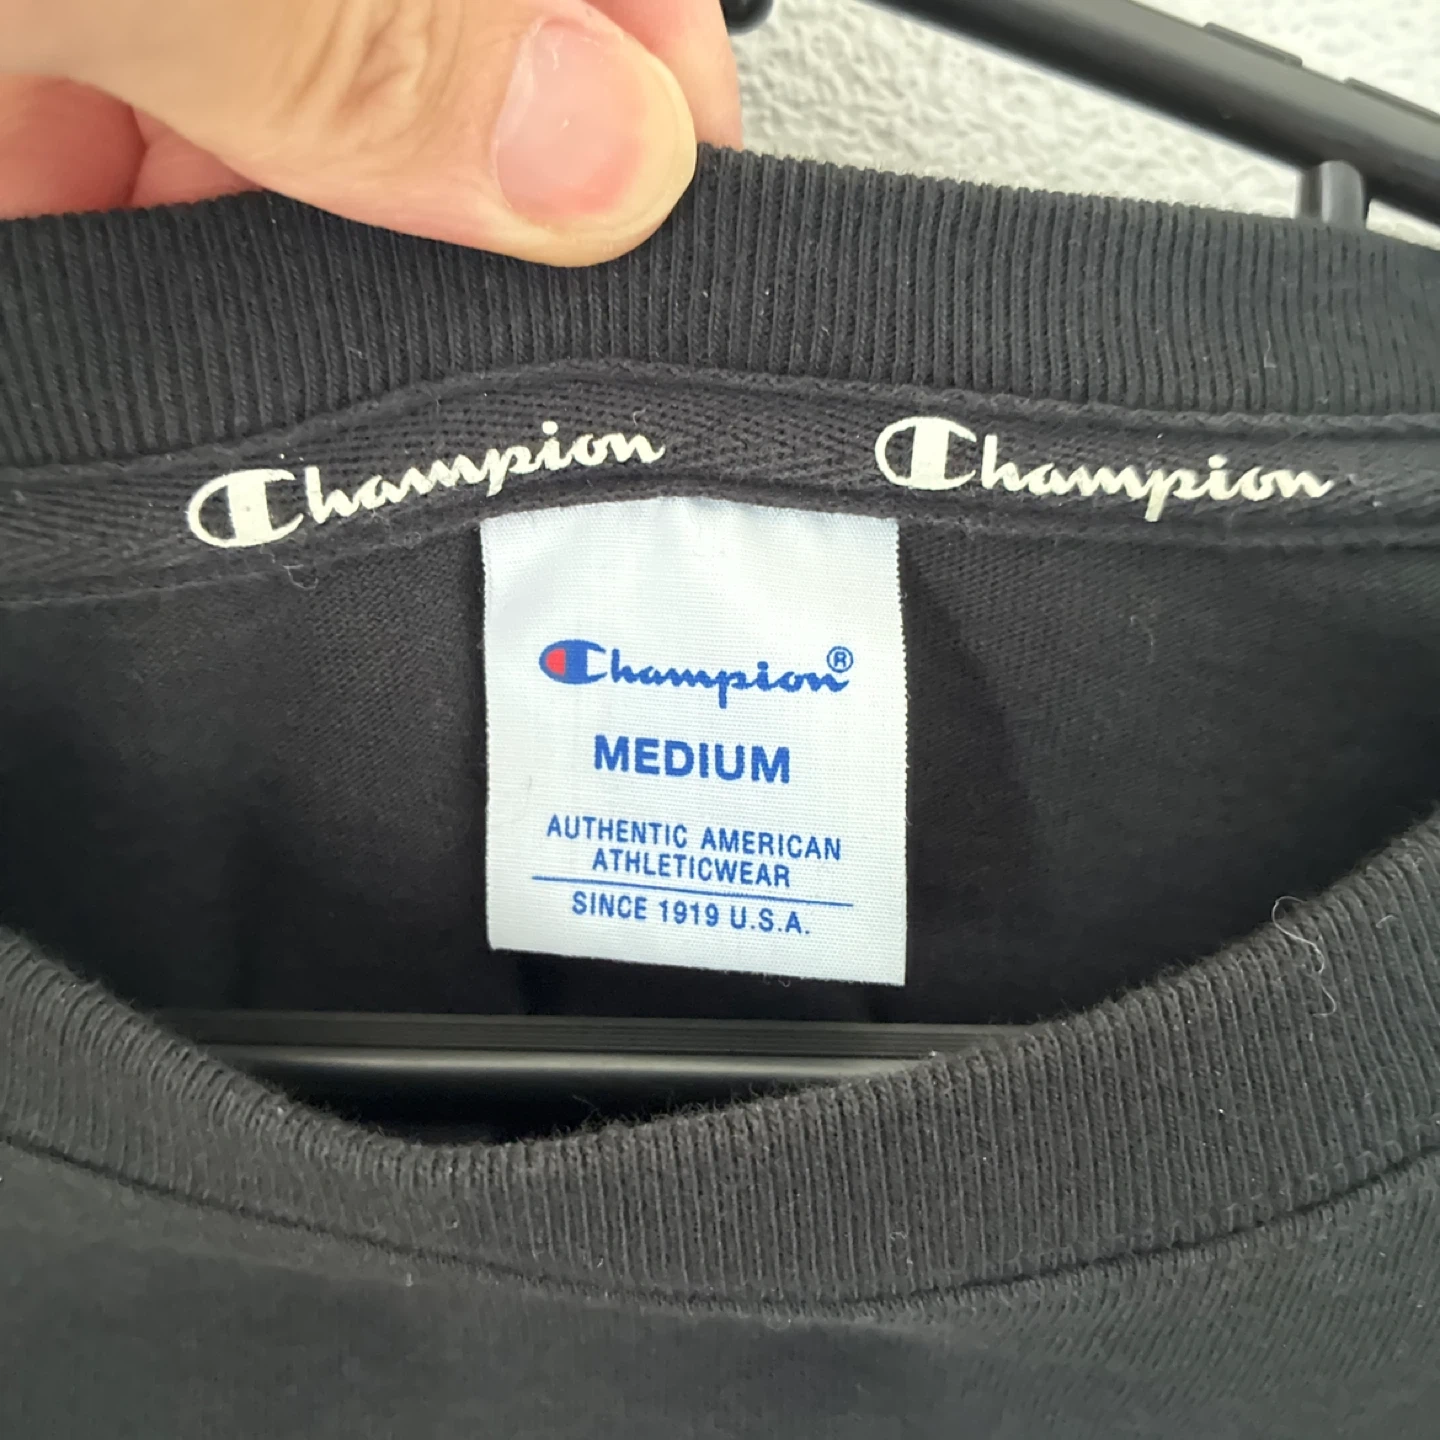 Champion Champion
Champion®
MEDIUM
AUTHENTIC AMERICAN
ATHLETICWEAR
SINCE 1919 U.S.A.